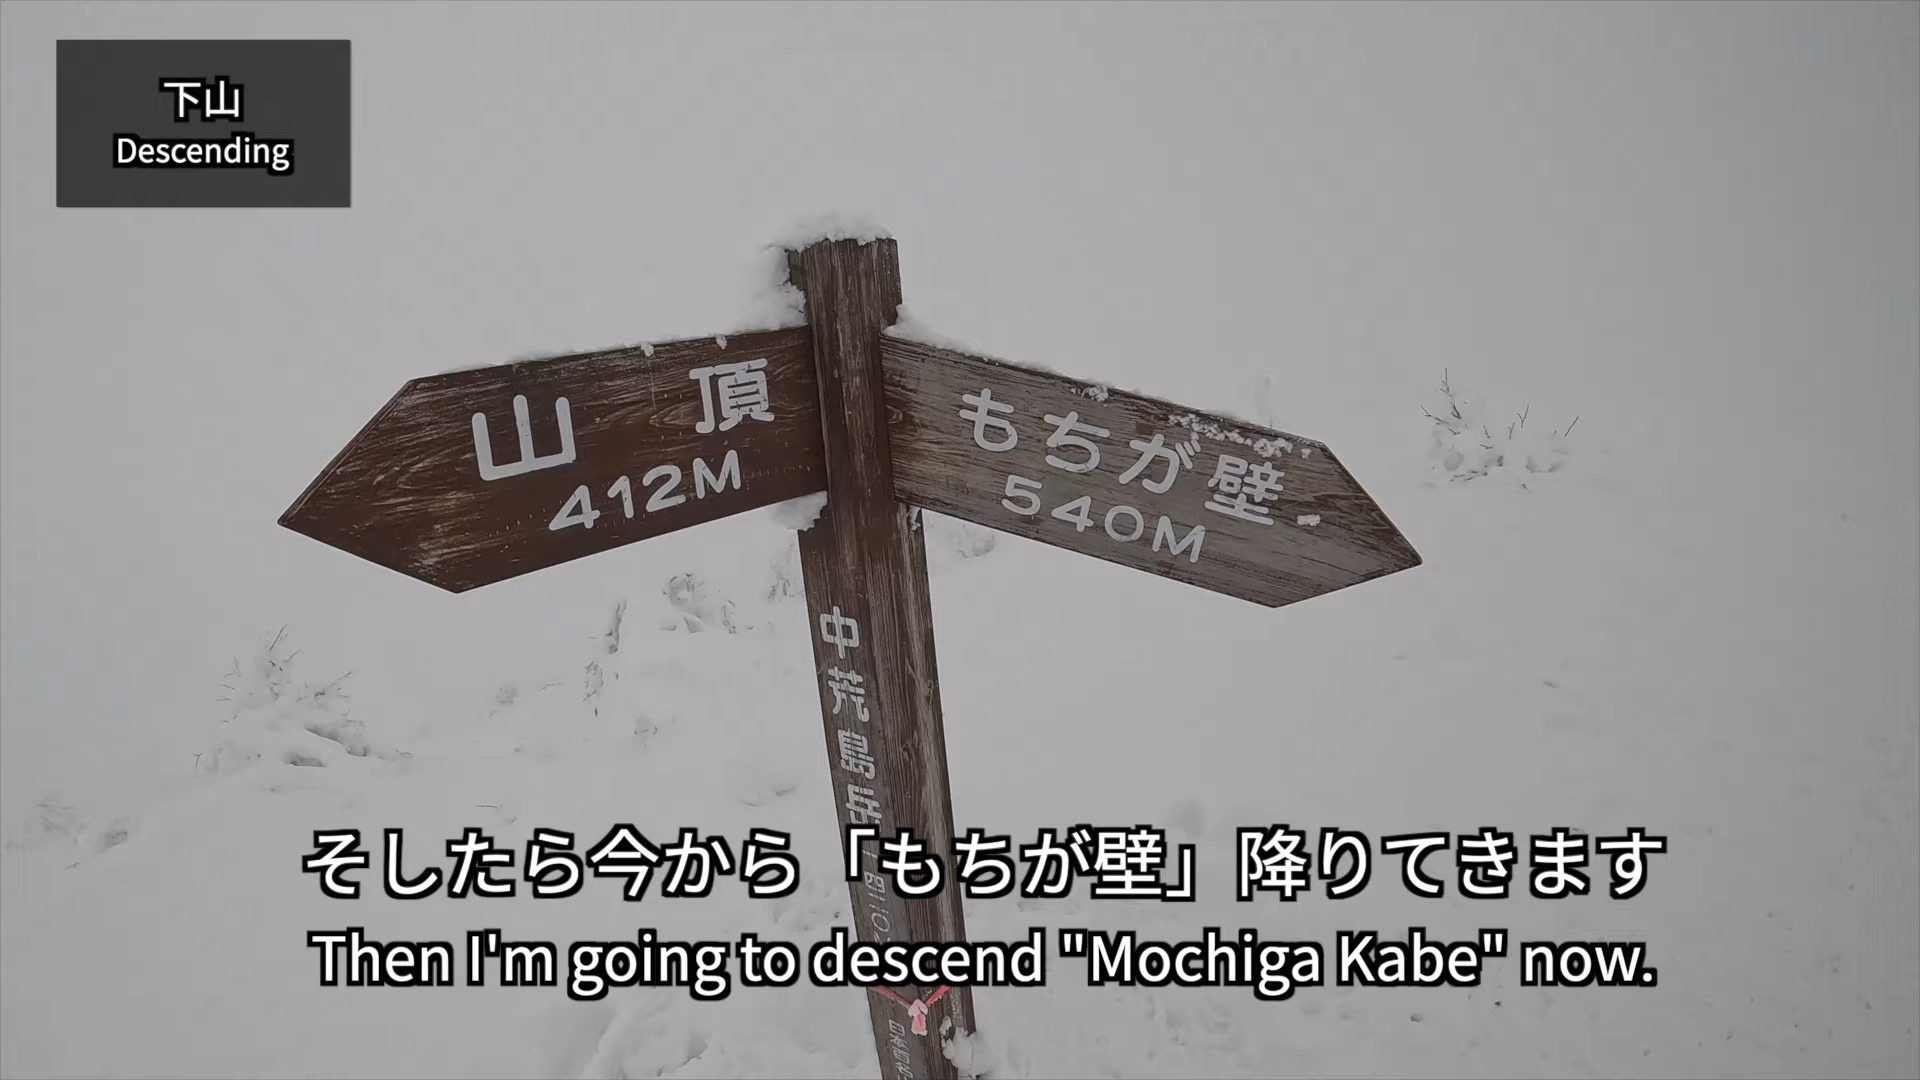 下山
Descending
山頂
412M
もちが壁
540M
中荒島岳
そしたら今から「もちが壁」降りてきます
Then I'm going to descend "Mochiga Kabe" now.